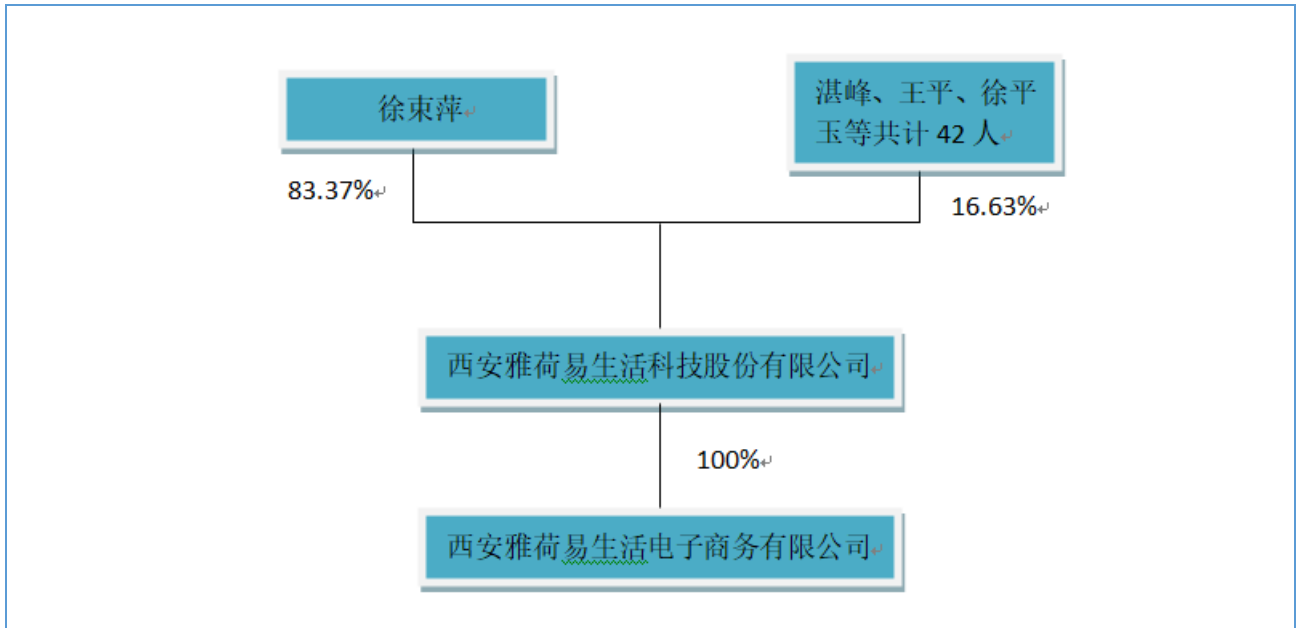 徐束萍
湛峰、王平、徐平
玉等共计 42 人
83.37%
16.63%
西安雅荷易生活科技股份有限公司
100%
西安雅荷易生活电子商务有限公司